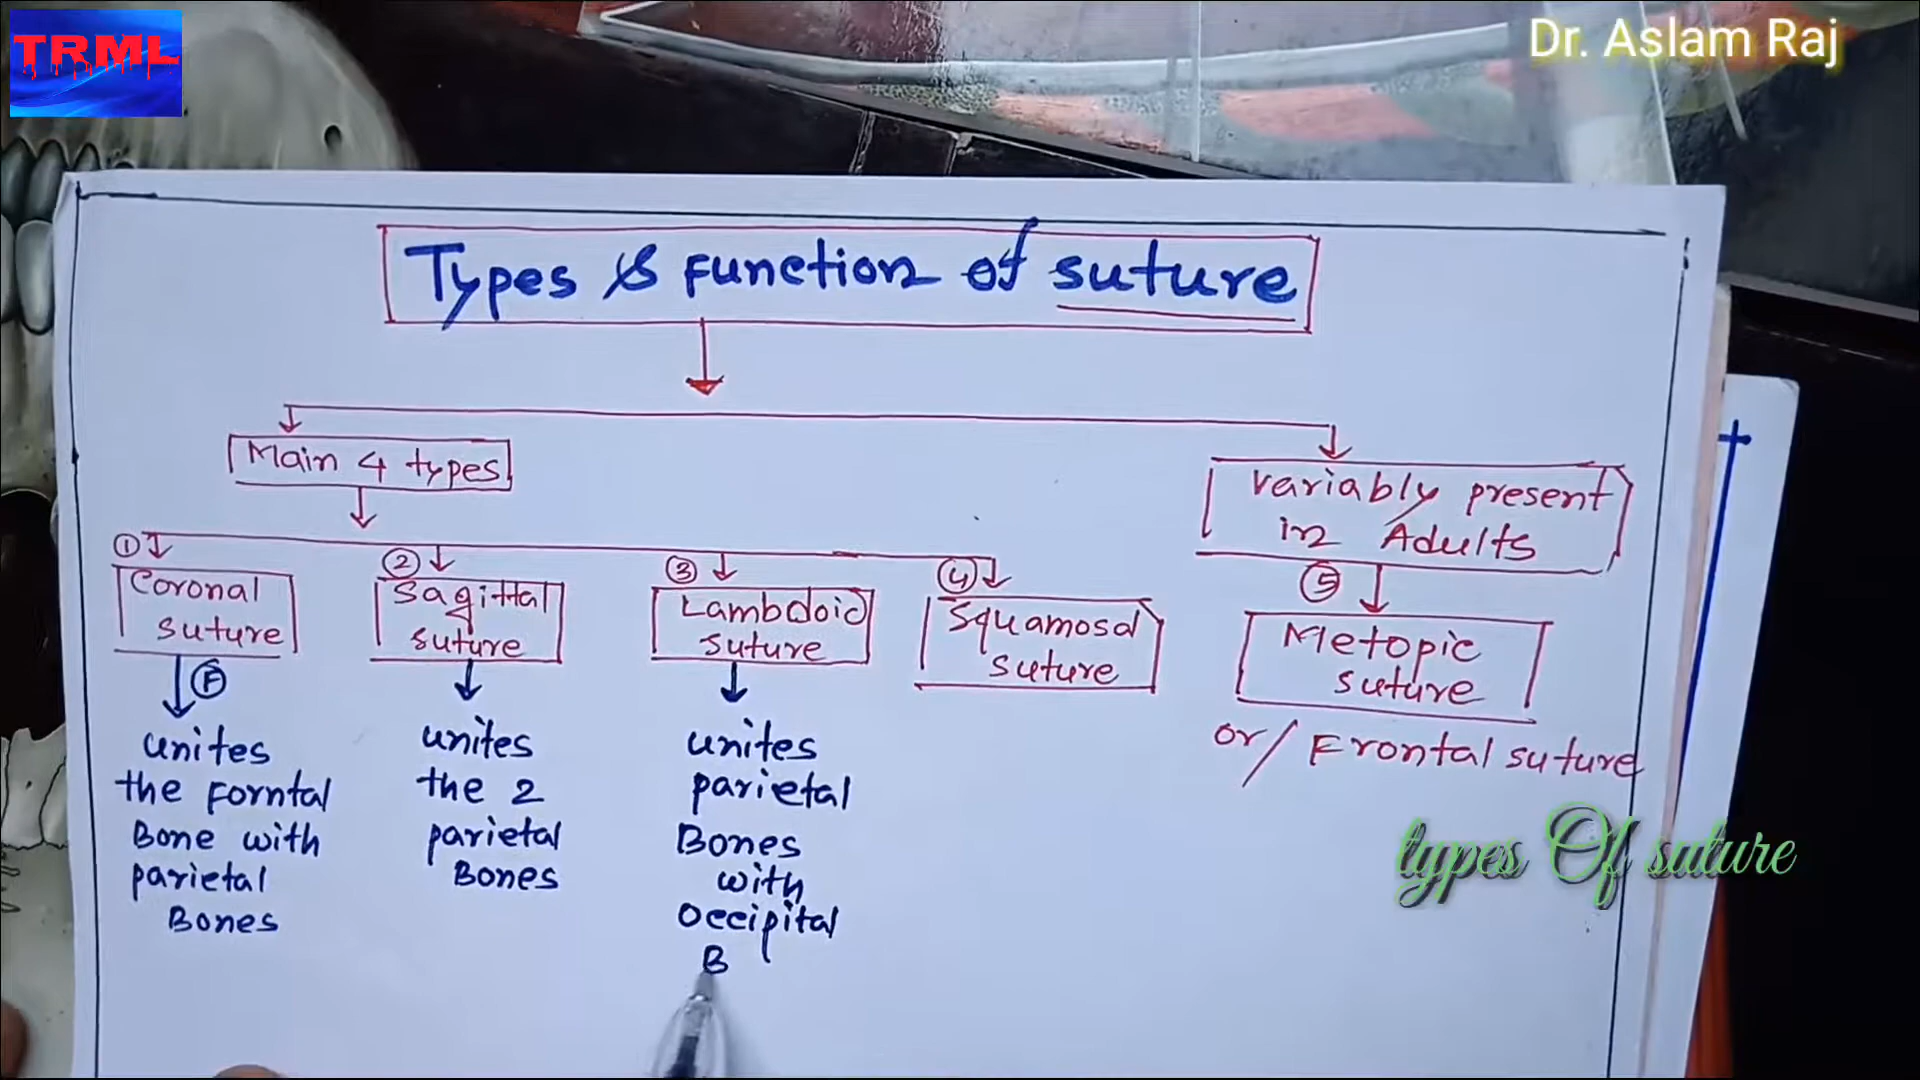 TRML
Dr. Aslam Raj
Types & Function of suture
Main 4 types
variably present
in Adults
① Coronal
suture
② Sagittal
suture
③ Lambdoid
suture
④ Squamosal
suture
⑤ Metopic
suture
or/ Frontal suture
F
unites
the Forntal
Bone with
parietal
Bones
unites
the 2
parietal
Bones
unites
parietal
Bones
with
Occipital
B
types Of suture